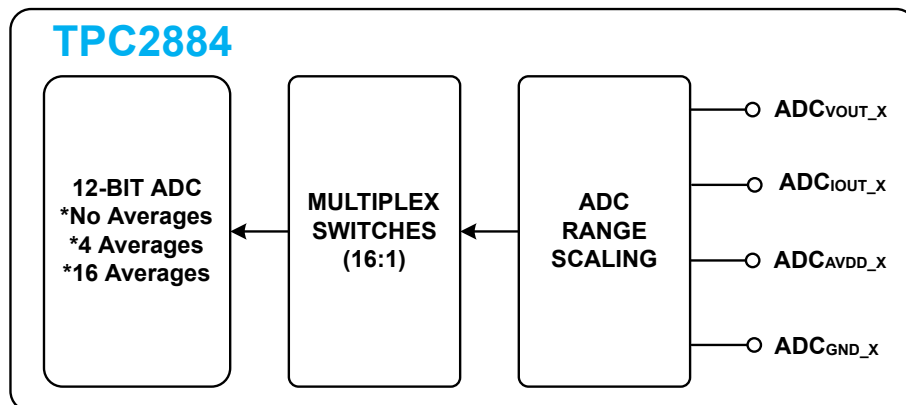 TPC2884
12-BIT ADC
*No Averages
*4 Averages
*16 Averages
MULTIPLEX
SWITCHES
(16:1)
ADC
RANGE
SCALING
ADCVOUT_X
ADCIOUT_X
ADCAVDD_X
ADCGND_X